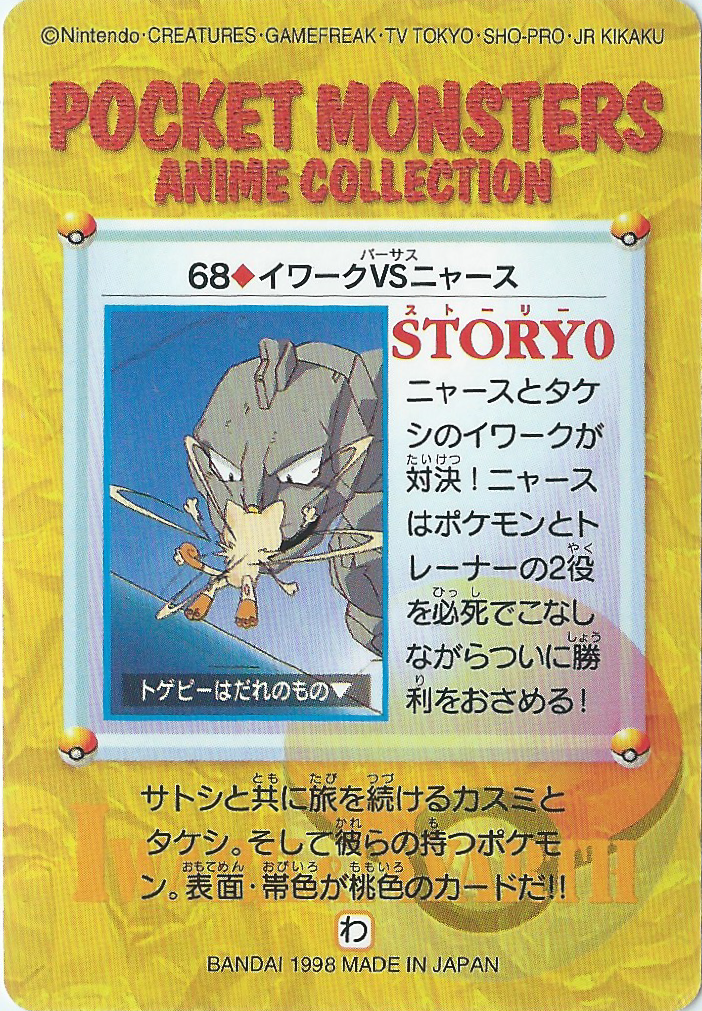 ©Nintendo·CREATURES·GAMEFREAK·TV TOKYO·SHO-PRO·JR KIKAKU
POCKET MONSTERS
ANIME COLLECTION
バーサス
68◆イワークVSニャース
ストーリー
STORY0
ニャースとタケ
シのイワークが
たいけつ
対決！ニャース
はポケモンとト
やく
レーナーの2役
ひっし
を必死でこなし
しょう
ながらついに勝
り
利をおさめる！
トゲピーはだれのもの▼
とも たび つづ
サトシと共に旅を続けるカスミと
かれ も
タケシ。そして彼らの持つポケモ
おもてめん おびいろ ももいろ
ン。表面・帯色が桃色のカードだ!!
わ
BANDAI 1998 MADE IN JAPAN